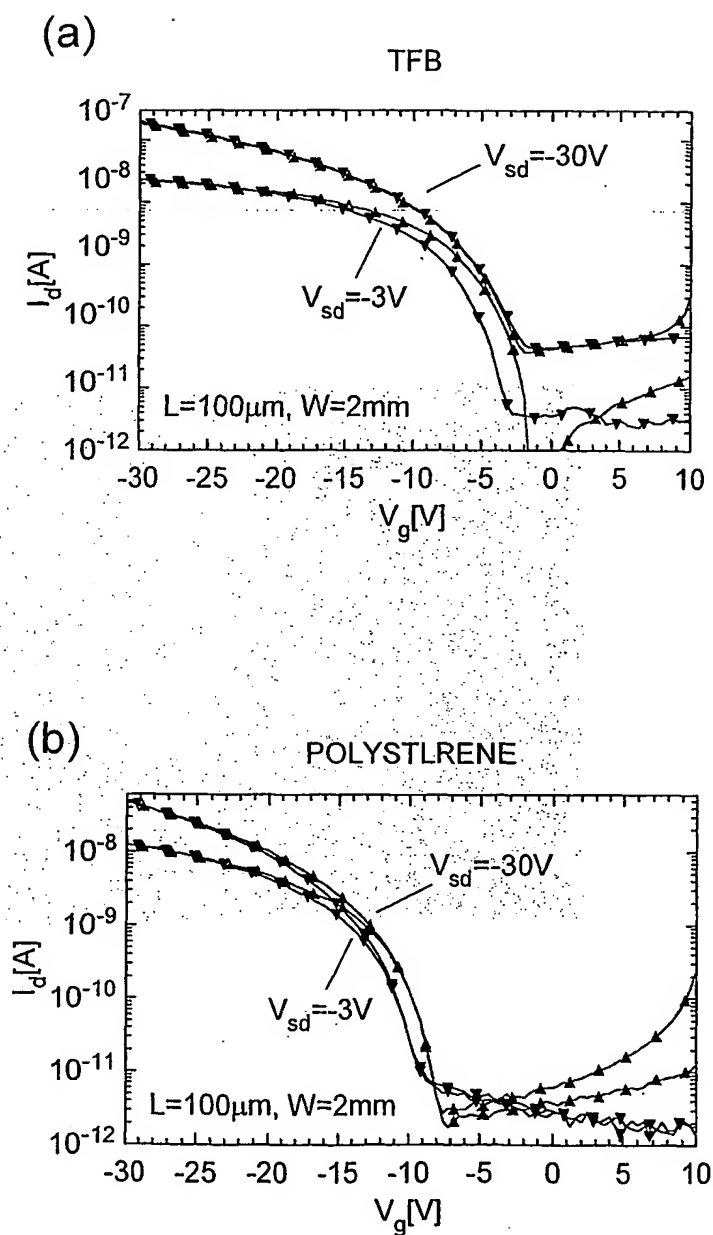 (a)
TFB
10-7
10-8
10-9
10-10
10-11
10-12
Id[A]
Vsd=-30V
Vsd=-3V
L=100μm, W=2mm
-30 -25 -20 -15 -10 -5 0 5 10
Vg[V]
(b)
POLYSTLRENE
10-8
10-9
10-10
10-11
10-12
Id[A]
Vsd=-30V
Vsd=-3V
L=100μm, W=2mm
-30 -25 -20 -15 -10 -5 0 5 10
Vg[V]